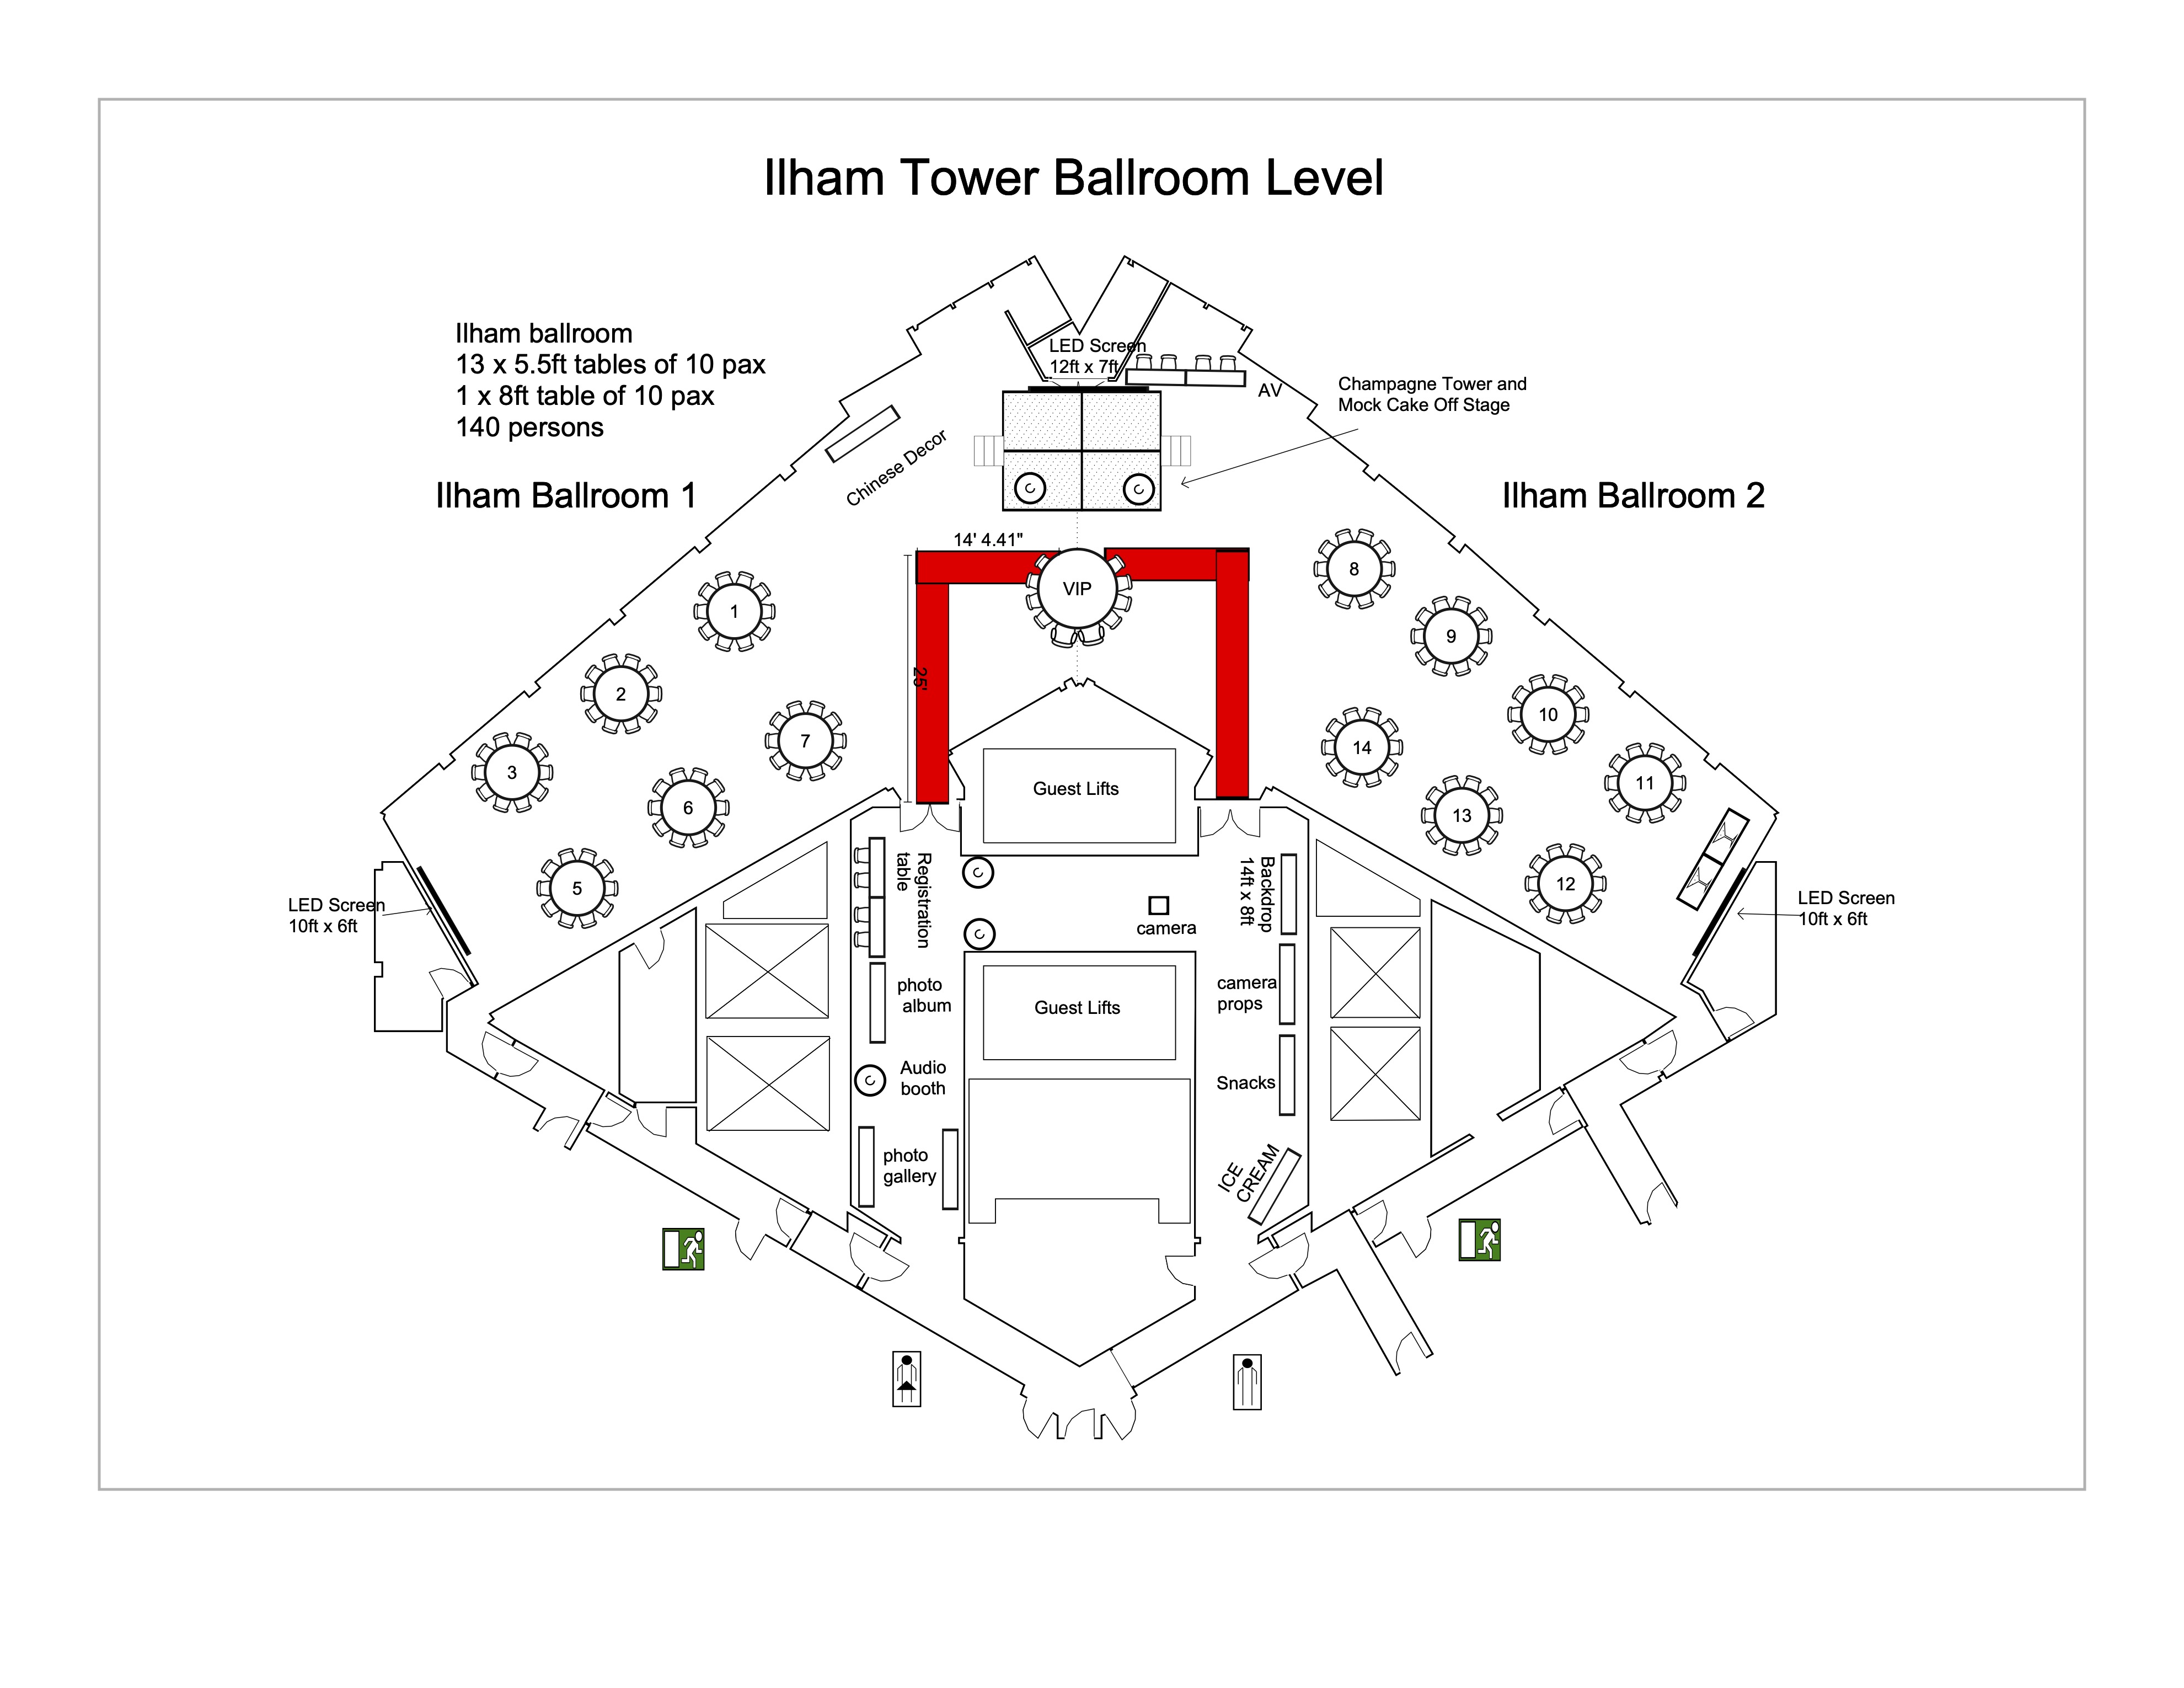 Ilham Tower Ballroom Level
Ilham ballroom
13 x 5.5ft tables of 10 pax
1 x 8ft table of 10 pax
140 persons
LED Screen
12ft x 7ft
AV
Champagne Tower and
Mock Cake Off Stage
Chinese Decor
Ilham Ballroom 1
Ilham Ballroom 2
C
C
14' 4.41"
VIP
25'
1
2
3
5
6
7
8
9
10
11
12
13
14
Guest Lifts
LED Screen
10ft x 6ft
LED Screen
10ft x 6ft
Registration
table
C
C
camera
Backdrop
14ft x 8ft
photo
album
Guest Lifts
camera
props
Audio
booth
C
Snacks
photo
gallery
ICE
CREAM